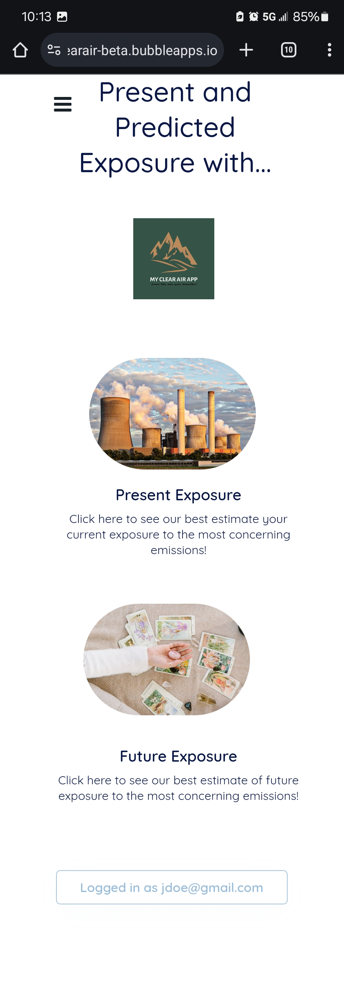 10:13
5G 85%
earair-beta.bubbleapps.io
10
Present and
Predicted
Exposure with...
MY CLEAR AIR APP
Love the air you breathe!
Present Exposure
Click here to see our best estimate your
current exposure to the most concerning
emissions!
Future Exposure
Click here to see our best estimate of future
exposure to the most concerning emissions!
Logged in as jdoe@gmail.com